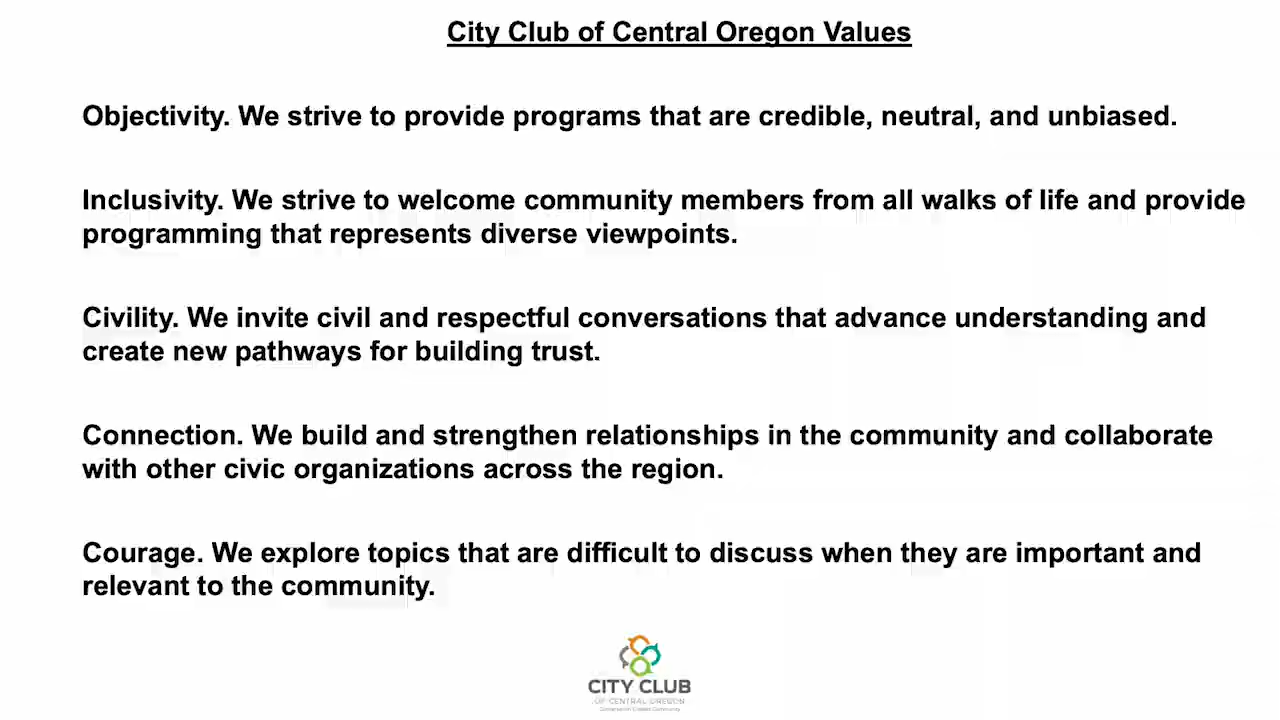 City Club of Central Oregon Values
Objectivity. We strive to provide programs that are credible, neutral, and unbiased.
Inclusivity. We strive to welcome community members from all walks of life and provide
programming that represents diverse viewpoints.
Civility. We invite civil and respectful conversations that advance understanding and
create new pathways for building trust.
Connection. We build and strengthen relationships in the community and collaborate
with other civic organizations across the region.
Courage. We explore topics that are difficult to discuss when they are important and
relevant to the community.
CITY CLUB
OF CENTRAL OREGON